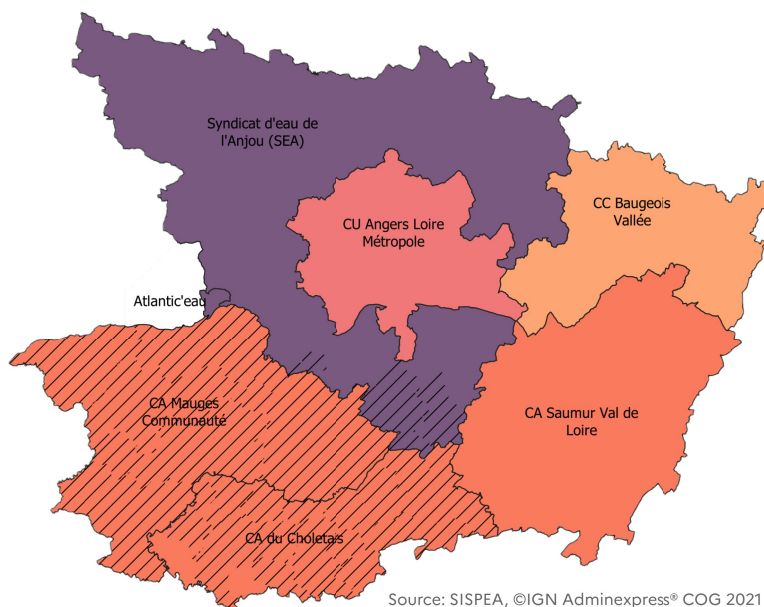 Syndicat d'eau de
l'Anjou (SEA)
CC Baugeois
Vallée
CU Angers Loire
Métropole
Atlantic'eau
CA Mauges
Communauté
CA Saumur Val de
Loire
CA du Choletais
Source: SISPEA, ©IGN Adminexpress® COG 2021